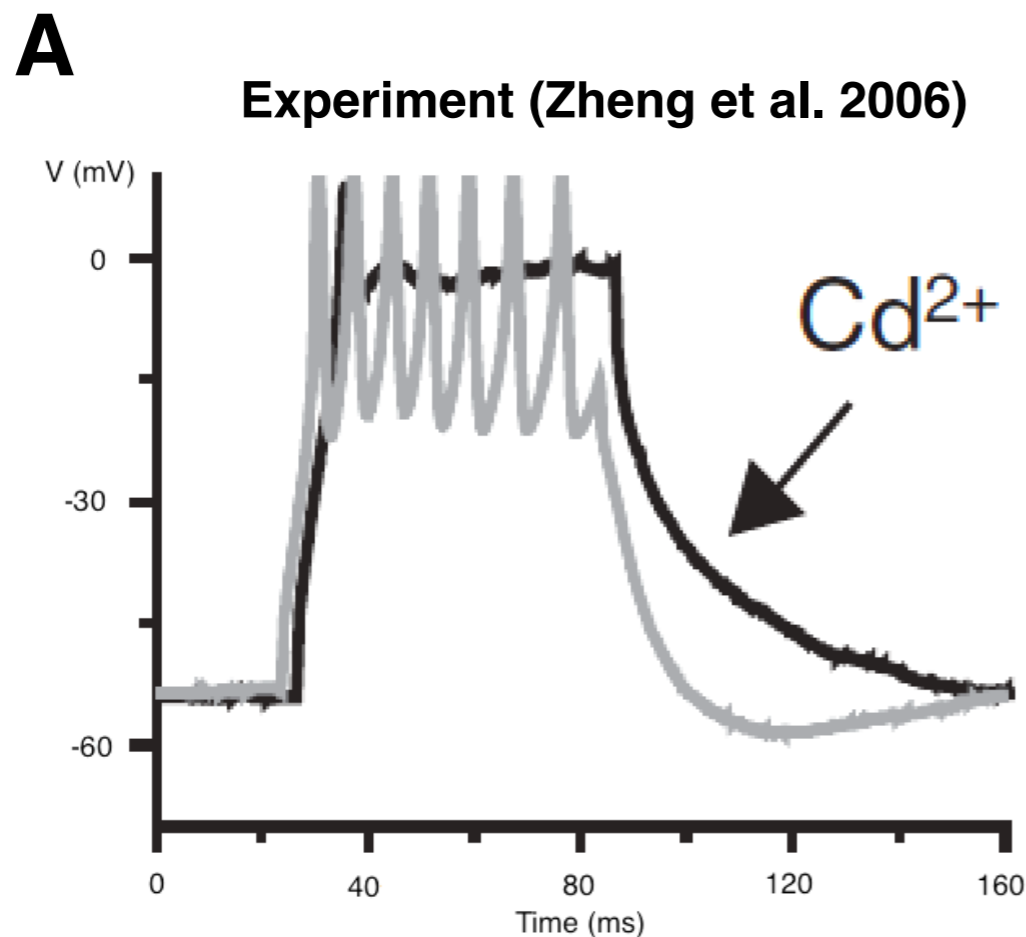 A
Experiment (Zheng et al. 2006)
V (mV)
0
Cd²⁺
-30
-60
0 40 80 120 160
Time (ms)